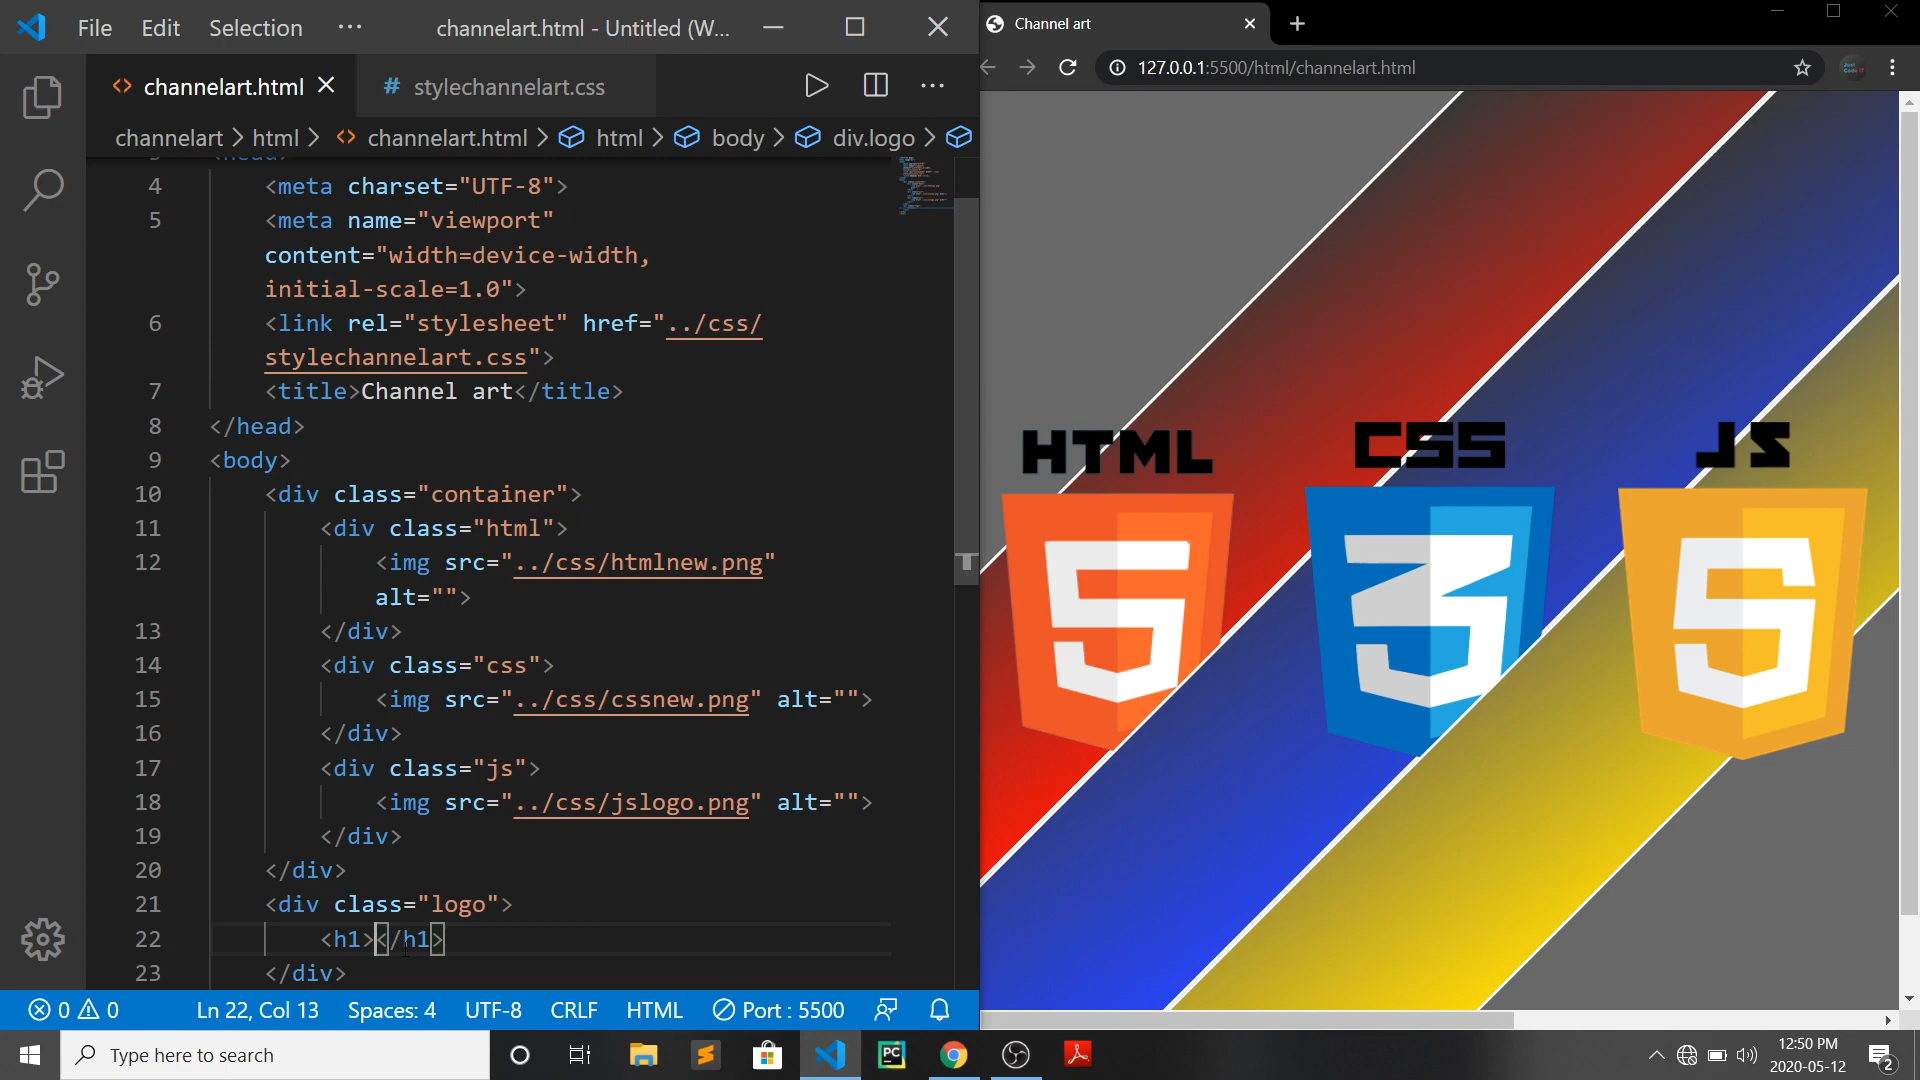 File Edit Selection ··· channelart.html - Untitled (W...
channelart.html stylechannelart.css
channelart > html > channelart.html > html > body > div.logo >
3 <head>
4 <meta charset="UTF-8">
5 <meta name="viewport"
content="width=device-width,
initial-scale=1.0">
6 <link rel="stylesheet" href="../css/
stylechannelart.css">
7 <title>Channel art</title>
8 </head>
9 <body>
10 <div class="container">
11 <div class="html">
12 <img src="../css/htmlnew.png"
alt="">
13 </div>
14 <div class="css">
15 <img src="../css/cssnew.png" alt="">
16 </div>
17 <div class="js">
18 <img src="../css/jslogo.png" alt="">
19 </div>
20 </div>
21 <div class="logo">
22 <h1></h1>
23 </div>
0 0 Ln 22, Col 13 Spaces: 4 UTF-8 CRLF HTML Port : 5500
Channel art
127.0.0.1:5500/html/channelart.html
HTML CSS JS
5 3 5
Type here to search
PC
12:50 PM
2020-05-12
2